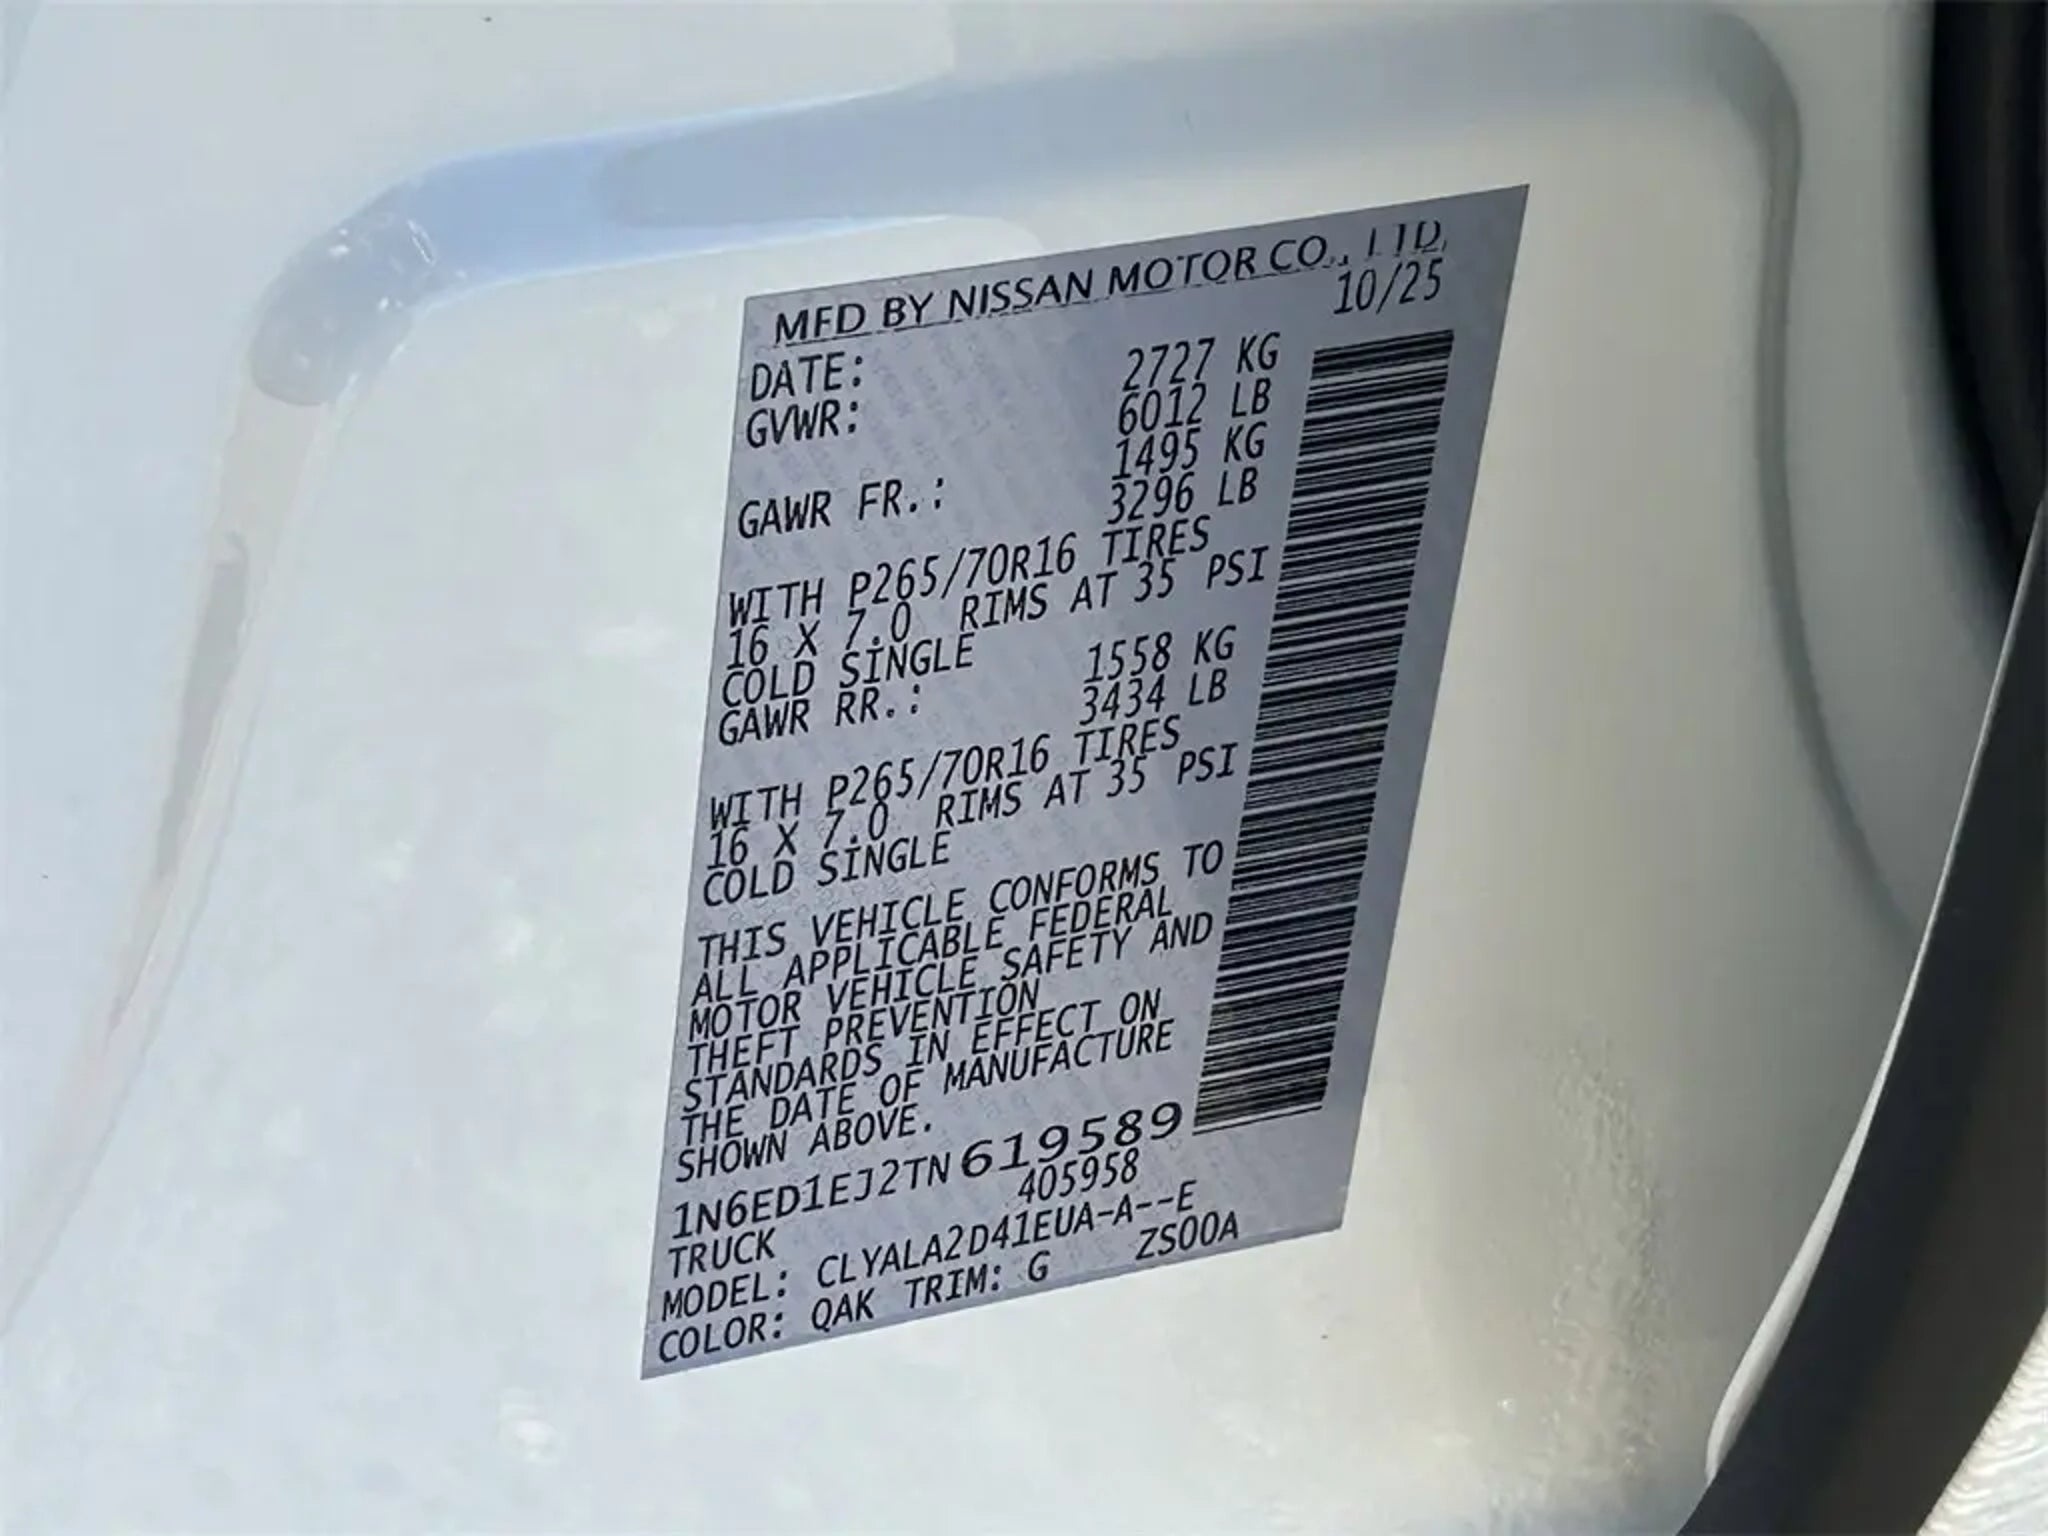 MFD BY NISSAN MOTOR CO., LTD.
DATE: 10/25
GVWR: 2727 KG
6012 LB
GAWR FR.: 1495 KG
3296 LB
WITH P265/70R16 TIRES
16 X 7.0 RIMS AT 35 PSI
COLD SINGLE
GAWR RR.: 1558 KG
3434 LB
WITH P265/70R16 TIRES
16 X 7.0 RIMS AT 35 PSI
COLD SINGLE
THIS VEHICLE CONFORMS TO
ALL APPLICABLE FEDERAL
MOTOR VEHICLE SAFETY AND
THEFT PREVENTION
STANDARDS IN EFFECT ON
THE DATE OF MANUFACTURE
SHOWN ABOVE.
1N6ED1EJ2TN619589
TRUCK 405958
MODEL: CLYALA2D41EUA-A--E
COLOR: QAK TRIM: G ZS00A